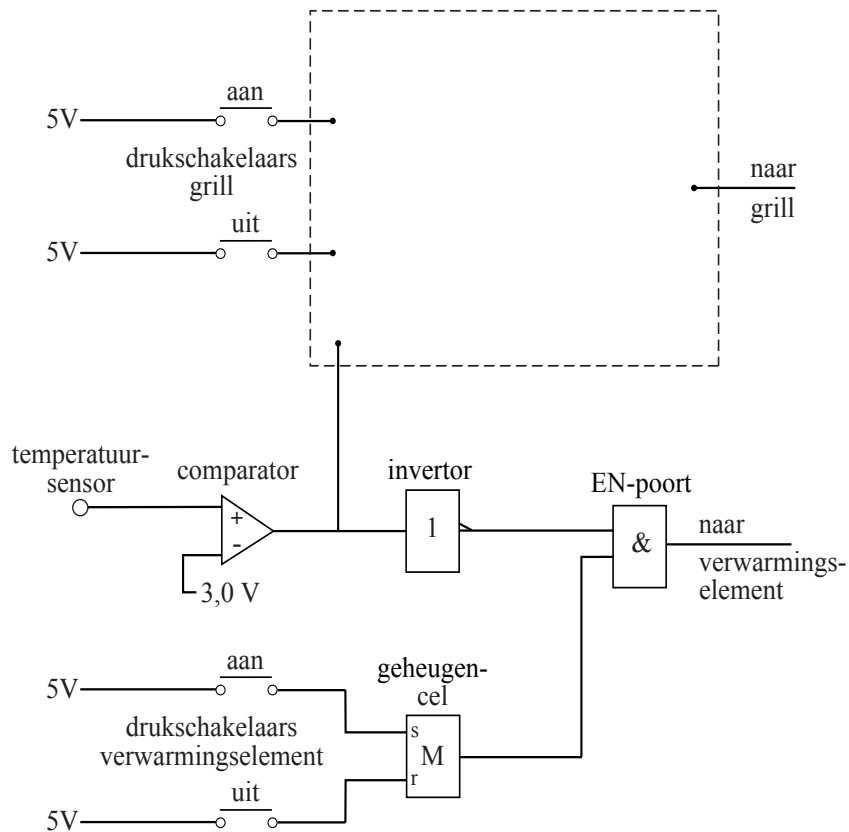 aan
5V
drukschakelaars
grill
naar
grill
uit
5V
temperatuur-
sensor
comparator
invertor
EN-poort
+
-
1
&
naar
verwarmings-
element
3,0 V
aan
5V
geheugen-
cel
drukschakelaars
verwarmingselement
s
M
r
uit
5V